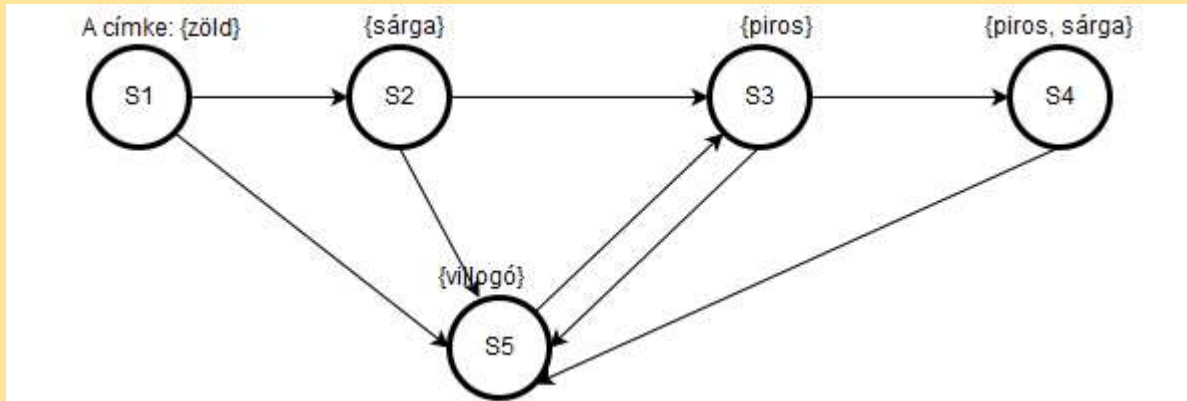 A címke: {zöld}
{sárga}
{piros}
{piros, sárga}
S1
S2
S3
S4
{villogó}
S5